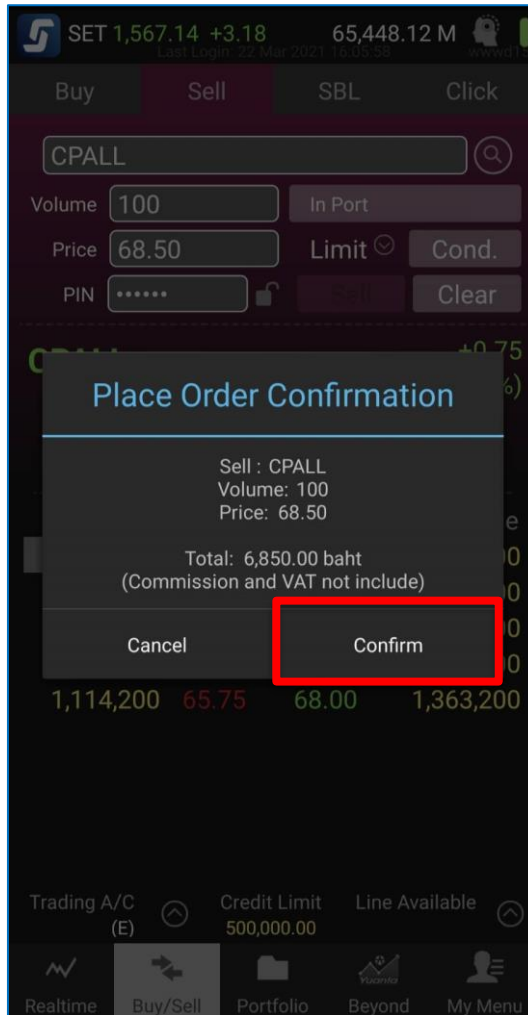 SET 1,567.14 +3.18 65,448.12 M
Last Login: 22 Mar 2021 16:05:58
Buy Sell SBL Click
CPALL
Volume 100 In Port
Price 68.50 Limit Cond.
PIN •••••• Sell Clear
+0.75
%)
Place Order Confirmation
Sell : CPALL
Volume: 100
Price: 68.50
Total: 6,850.00 baht
(Commission and VAT not include)
Cancel Confirm
1,114,200 65.75 68.00 1,363,200
Trading A/C Credit Limit Line Available
(E) 500,000.00
Yuanta
Realtime Buy/Sell Portfolio Beyond My Menu